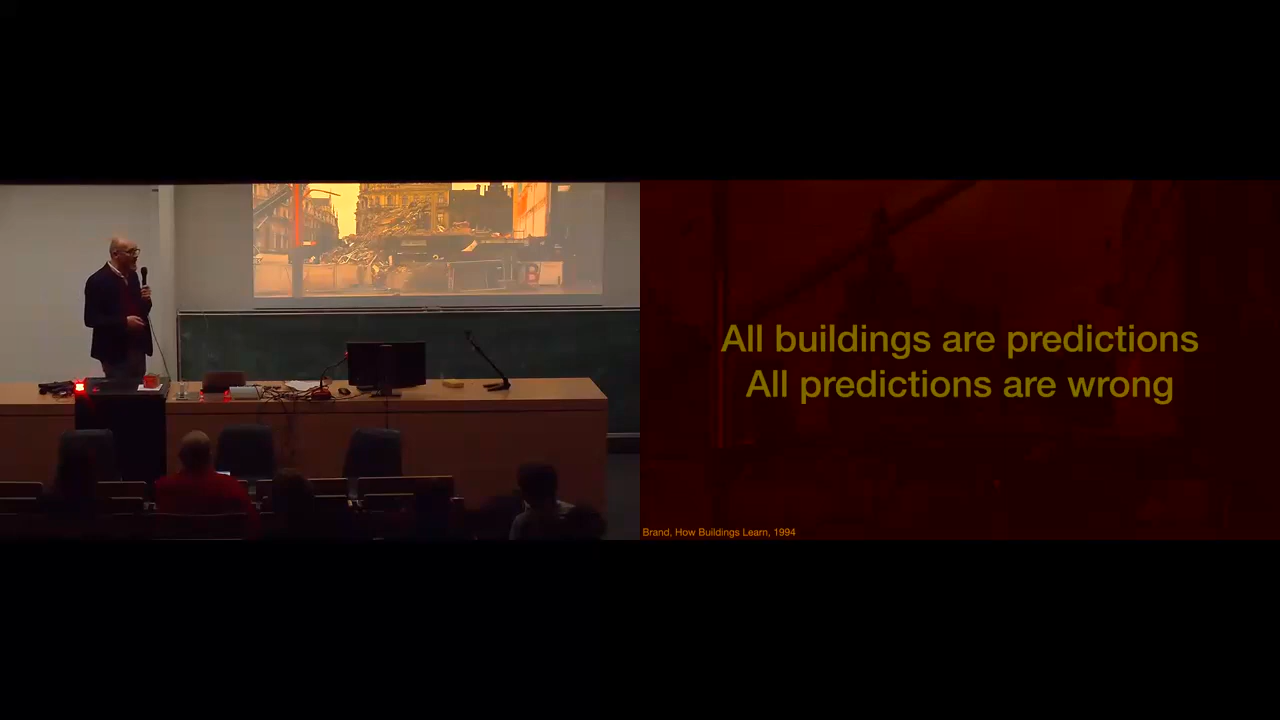 All buildings are predictions
All predictions are wrong
Brand, How Buildings Learn, 1994